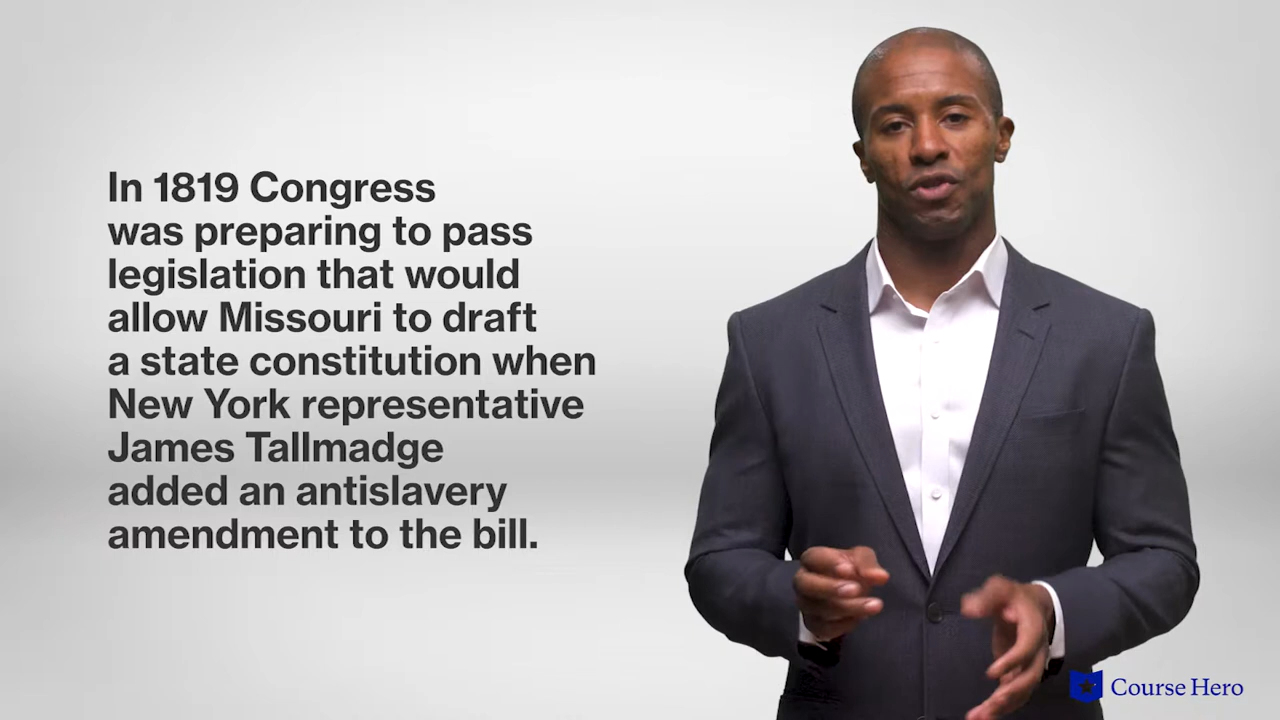 In 1819 Congress
was preparing to pass
legislation that would
allow Missouri to draft
a state constitution when
New York representative
James Tallmadge
added an antislavery
amendment to the bill.
Course Hero